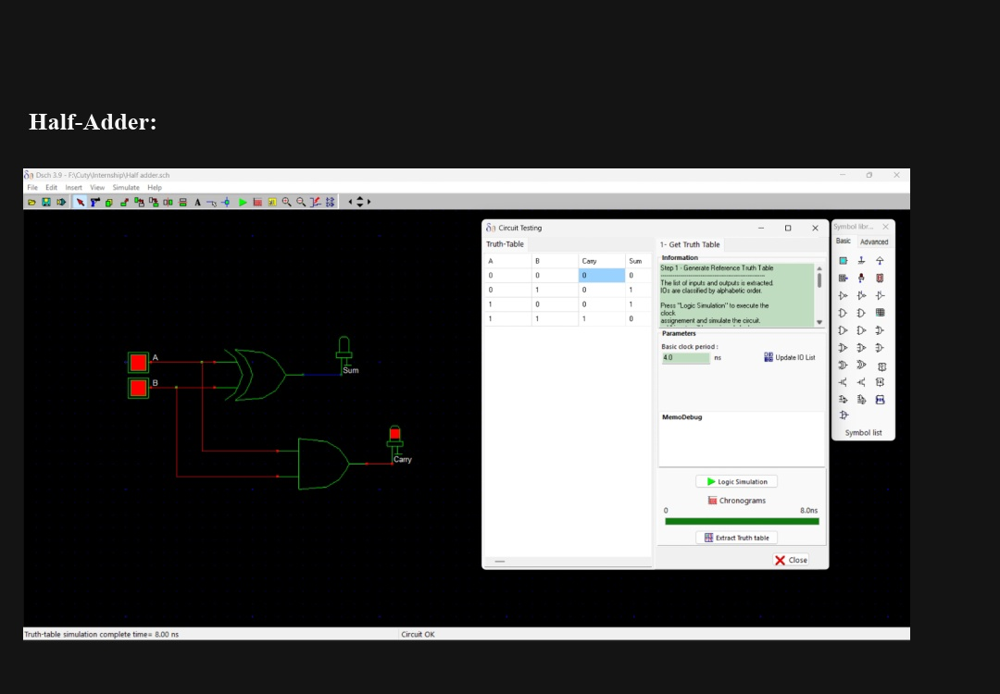 Half-Adder:
Dsch 3.9 - F:\Cuty\Internship\Half adder.sch
File Edit Insert View Simulate Help
A
B
Sum
Carry
Circuit Testing
Truth-Table
A B Carry Sum
0 0 0 0
0 1 0 1
1 0 0 1
1 1 1 0
1- Get Truth Table
Information
Step 1 - Generate Reference Truth Table
The list of inputs and outputs is extracted.
IOs are classified by alphabetic order.
Press "Logic Simulation" to execute the
clock
assignement and simulate the circuit.
Parameters
Basic clock period :
4.0 ns
Update IO List
MemoDebug
Logic Simulation
Chronograms
0 8.0ns
Extract Truth table
Close
Symbol libr...
Basic Advanced
Symbol list
Truth-table simulation complete time= 8.00 ns
Circuit OK